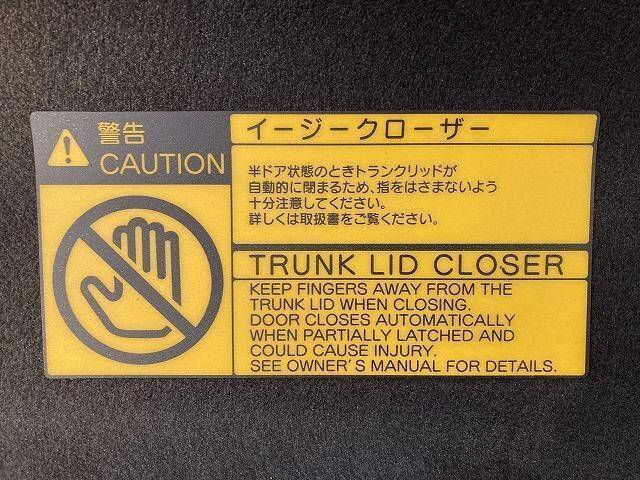 警告
CAUTION
イージークローザー
半ドア状態のときトランクリッドが
自動的に閉まるため、指をはさまないよう
十分注意してください。
詳しくは取扱書をご覧ください。
TRUNK LID CLOSER
KEEP FINGERS AWAY FROM THE
TRUNK LID WHEN CLOSING.
DOOR CLOSES AUTOMATICALLY
WHEN PARTIALLY LATCHED AND
COULD CAUSE INJURY.
SEE OWNER'S MANUAL FOR DETAILS.